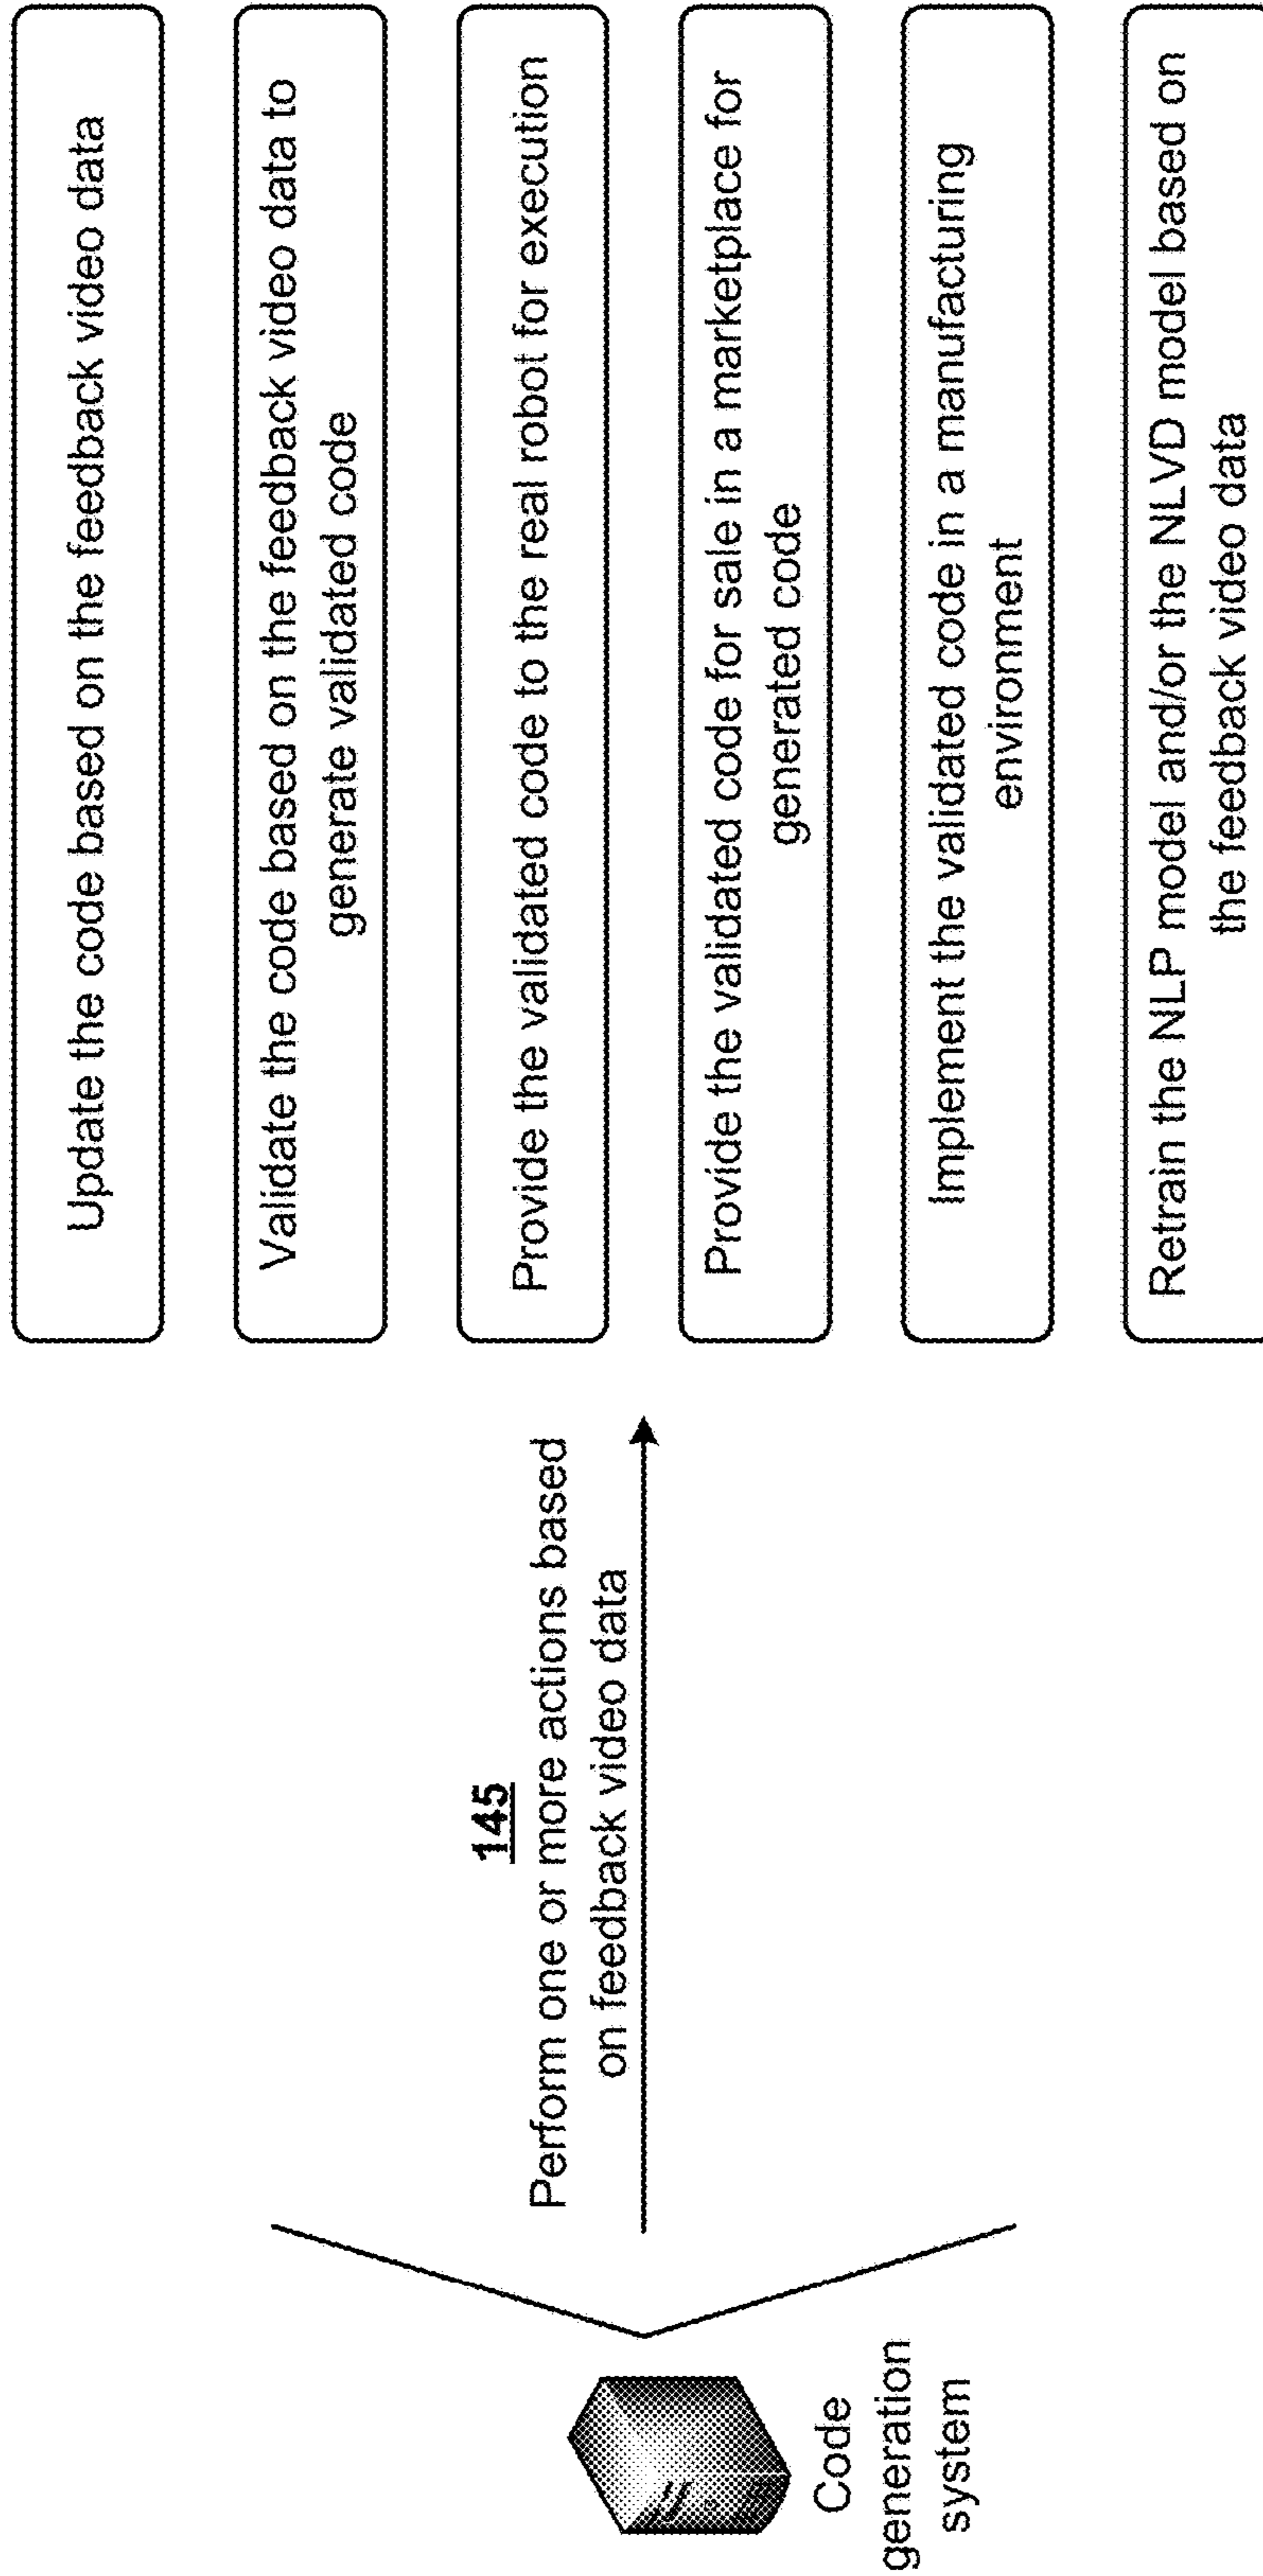 Code
generation
system
145
Perform one or more actions based
on feedback video data
Update the code based on the feedback video data
Validate the code based on the feedback video data to
generate validated code
Provide the validated code to the real robot for execution
Provide the validated code for sale in a marketplace for
generated code
Implement the validated code in a manufacturing
environment
Retrain the NLP model and/or the NLVD model based on
the feedback video data